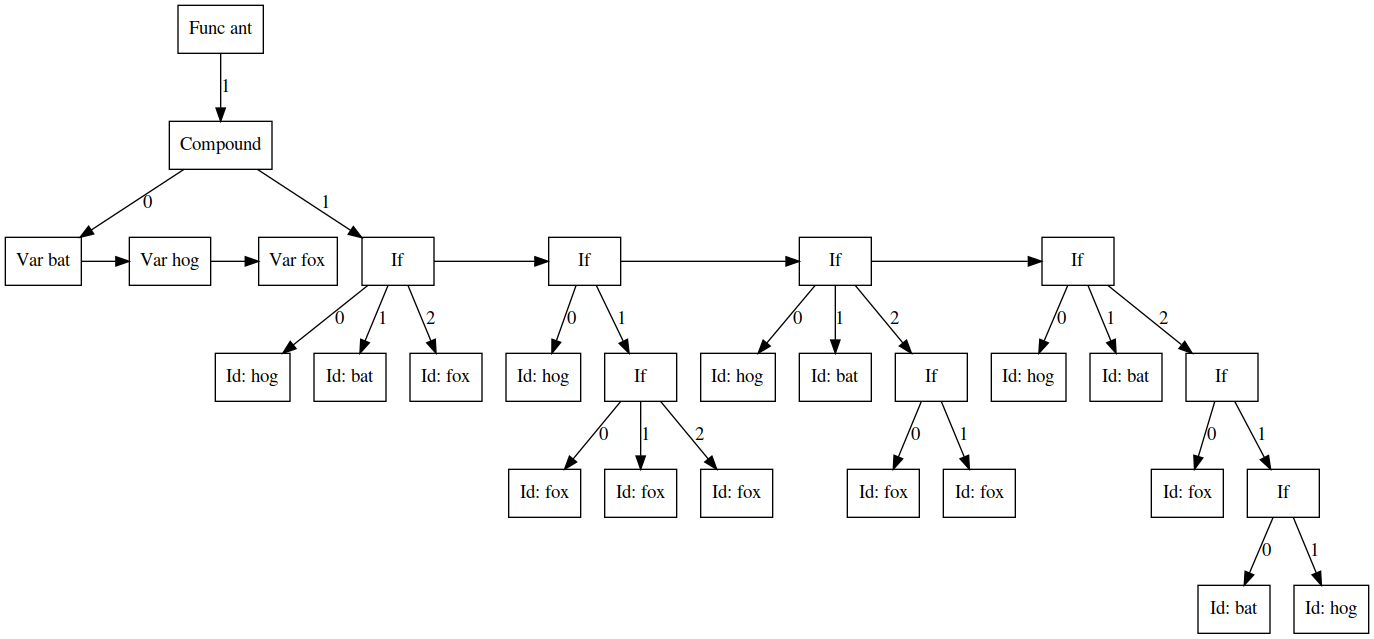 Func ant
1
Compound
0 1
Var bat Var hog Var fox If If If If
0 1 2 0 1 0 1 2 0 1 2
Id: hog Id: bat Id: fox Id: hog If Id: hog Id: bat If Id: hog Id: bat If
0 1 2 0 1 0 1
Id: fox Id: fox Id: fox Id: fox Id: fox Id: fox If
0 1
Id: bat Id: hog